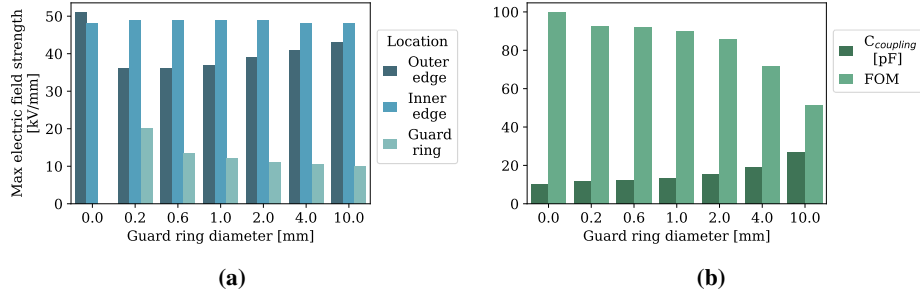 Max electric field strength
[kV/mm]
50
40
30
20
10
0
0.0 0.2 0.6 1.0 2.0 4.0 10.0
Guard ring diameter [mm]
Location
Outer
edge
Inner
edge
Guard
ring
(a)
100
80
60
40
20
0
0.0 0.2 0.6 1.0 2.0 4.0 10.0
Guard ring diameter [mm]
C_coupling
[pF]
FOM
(b)